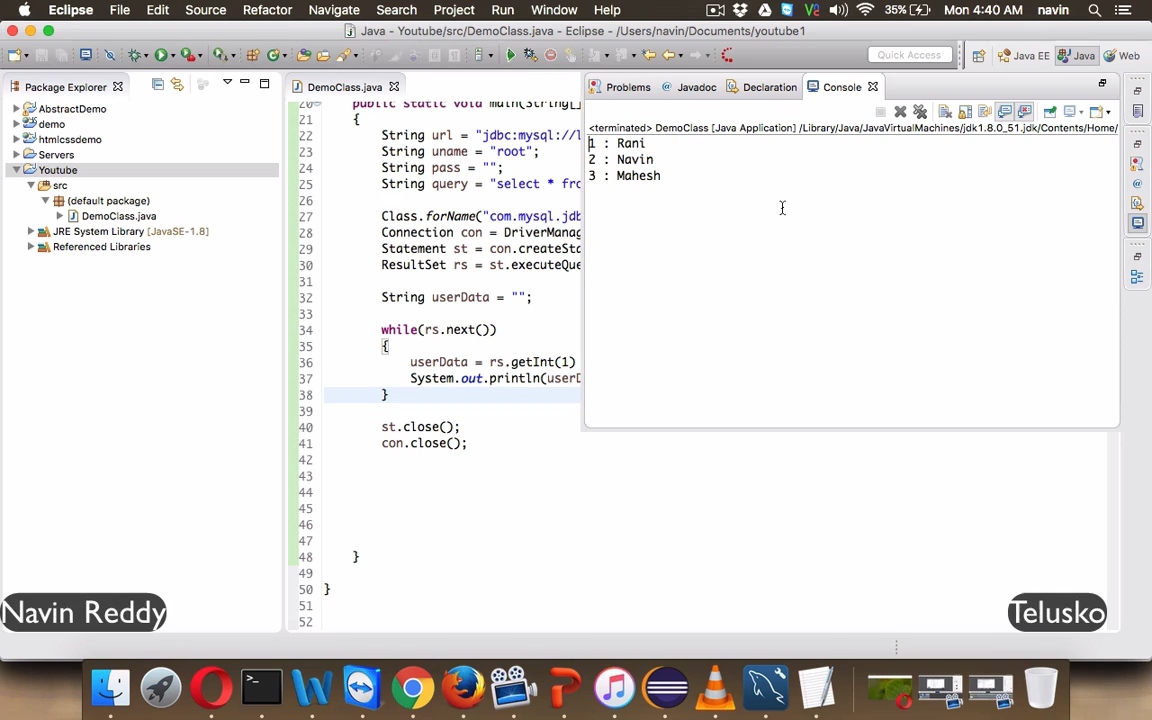 Eclipse File Edit Source Refactor Navigate Search Project Run Window Help 35% Mon 4:40 AM navin
Java - Youtube/src/DemoClass.java - Eclipse - /Users/navin/Documents/youtube1
Quick Access Java EE Java Web
Package Explorer
AbstractDemo
demo
htmlcssdemo
Servers
Youtube
src
(default package)
DemoClass.java
JRE System Library [JavaSE-1.8]
Referenced Libraries
DemoClass.java
20 public static void main(String[]
21 {
22 String url = "jdbc:mysql://l
23 String uname = "root";
24 String pass = "";
25 String query = "select * fro
26
27 Class.forName("com.mysql.jdb
28 Connection con = DriverManag
29 Statement st = con.createSta
30 ResultSet rs = st.executeQue
31
32 String userData = "";
33
34 while(rs.next())
35 {
36 userData = rs.getInt(1)
37 System.out.println(userD
38 }
39
40 st.close();
41 con.close();
42
43
44
45
46
47
48 }
49
50 }
51
52
Problems Javadoc Declaration Console
<terminated> DemoClass [Java Application] /Library/Java/JavaVirtualMachines/jdk1.8.0_51.jdk/Contents/Home/
1 : Rani
2 : Navin
3 : Mahesh
Navin Reddy
Telusko